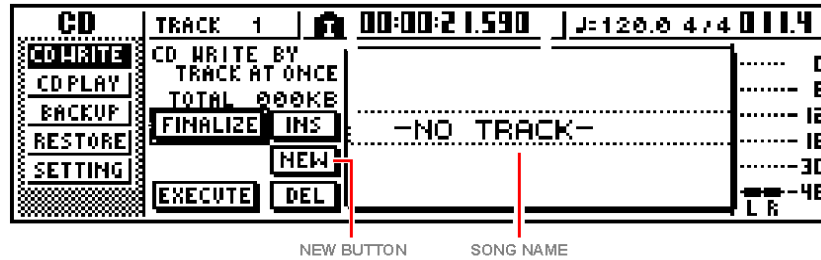 CD TRACK 1 00:00:21.590 ♩=120.0 4/4 011.4
CD WRITE
CD PLAY
BACKUP
RESTORE
SETTING
CD WRITE BY
TRACK AT ONCE
TOTAL 000KB
FINALIZE INS
NEW
EXECUTE DEL
-NO TRACK-
L R
NEW BUTTON SONG NAME